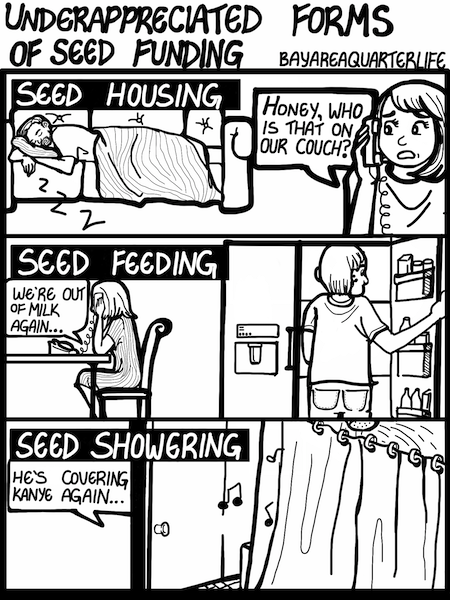 UNDERAPPRECIATED FORMS
OF SEED FUNDING
BAYAREAQUARTERLIFE
SEED HOUSING
HONEY, WHO
IS THAT ON
OUR COUCH?
Z Z Z
SEED FEEDING
WE'RE OUT
OF MILK
AGAIN...
SEED SHOWERING
HE'S COVERING
KANYE AGAIN...